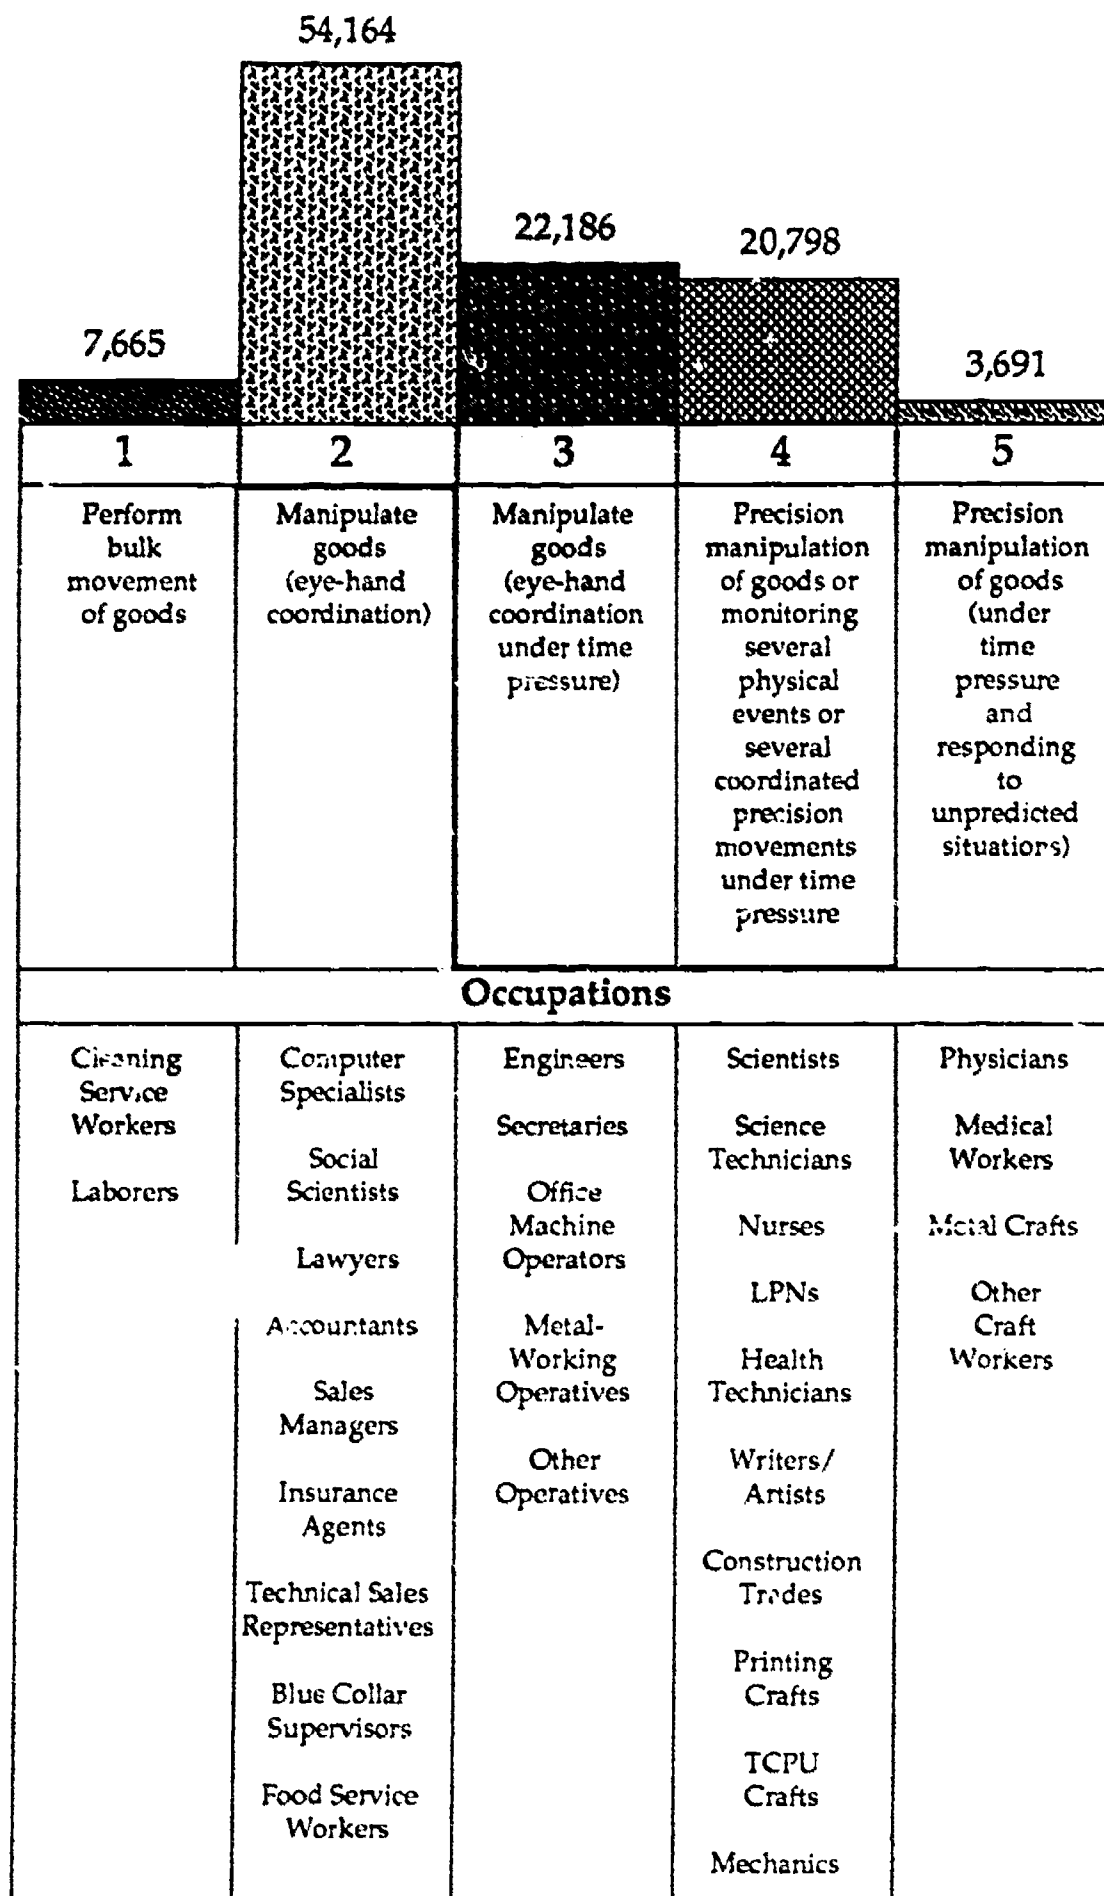 54,164
22,186
20,798
7,665
3,691
1
2
3
4
5
Perform
bulk
movement
of goods
Manipulate
goods
(eye-hand
coordination)
Manipulate
goods
(eye-hand
coordination
under time
pressure)
Precision
manipulation
of goods or
monitoring
several
physical
events or
several
coordinated
precision
movements
under time
pressure
Precision
manipulation
of goods
(under
time
pressure
and
responding
to
unpredicted
situations)
Occupations
Cleaning
Service
Workers
Laborers
Computer
Specialists
Social
Scientists
Lawyers
Accountants
Sales
Managers
Insurance
Agents
Technical Sales
Representatives
Blue Collar
Supervisors
Food Service
Workers
Engineers
Secretaries
Office
Machine
Operators
Metal-
Working
Operatives
Other
Operatives
Scientists
Science
Technicians
Nurses
LPNs
Health
Technicians
Writers/
Artists
Construction
Trades
Printing
Crafts
TCPU
Crafts
Mechanics
Physicians
Medical
Workers
Metal Crafts
Other
Craft
Workers